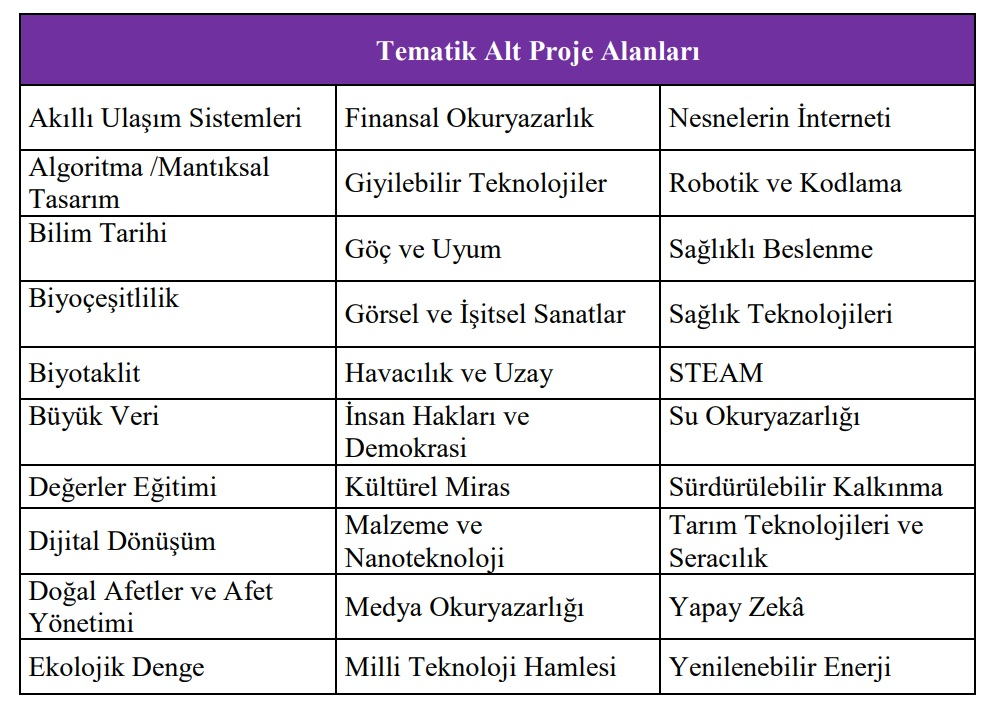 Tematik Alt Proje Alanları
Akıllı Ulaşım Sistemleri
Finansal Okuryazarlık
Nesnelerin İnterneti
Algoritma /Mantıksal
Tasarım
Giyilebilir Teknolojiler
Robotik ve Kodlama
Bilim Tarihi
Göç ve Uyum
Sağlıklı Beslenme
Biyoçeşitlilik
Görsel ve İşitsel Sanatlar
Sağlık Teknolojileri
Biyotaklit
Havacılık ve Uzay
STEAM
Büyük Veri
İnsan Hakları ve
Demokrasi
Su Okuryazarlığı
Değerler Eğitimi
Kültürel Miras
Sürdürülebilir Kalkınma
Dijital Dönüşüm
Malzeme ve
Nanoteknoloji
Tarım Teknolojileri ve
Seracılık
Doğal Afetler ve Afet
Yönetimi
Medya Okuryazarlığı
Yapay Zekâ
Ekolojik Denge
Milli Teknoloji Hamlesi
Yenilenebilir Enerji